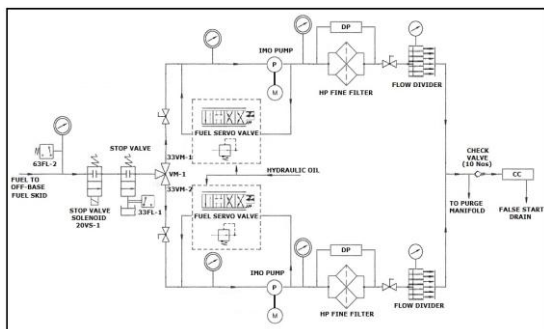 DP
IMO PUMP
P
M
HP FINE FILTER
FLOW DIVIDER
STOP VALVE
FUEL SERVO VALVE
63FL-2
33VM-1
VM-1
33VM-2
HYDRAULIC OIL
CHECK
VALVE
(10 Nos)
CC
FUEL TO
OFF-BASE
FUEL SKID
33FL-1
STOP VALVE
SOLENOID
20VS-1
FUEL SERVO VALVE
TO PURGE
MANIFOLD
FALSE START
DRAIN
IMO PUMP
DP
P
M
HP FINE FILTER
FLOW DIVIDER